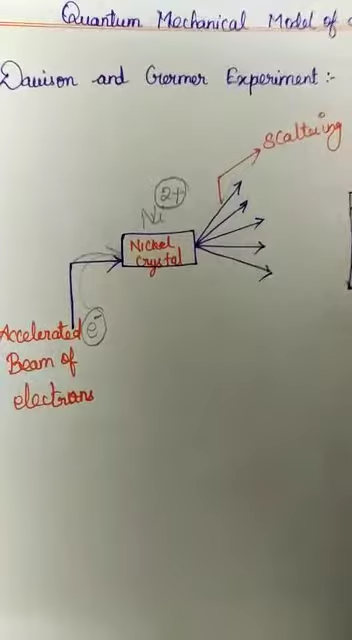 Quantum Mechanical Model of
Davison and Germer Experiment :-
Scattering
2+
Ni
Nickel
Crystal
Accelerated e-
Beam of
electrons